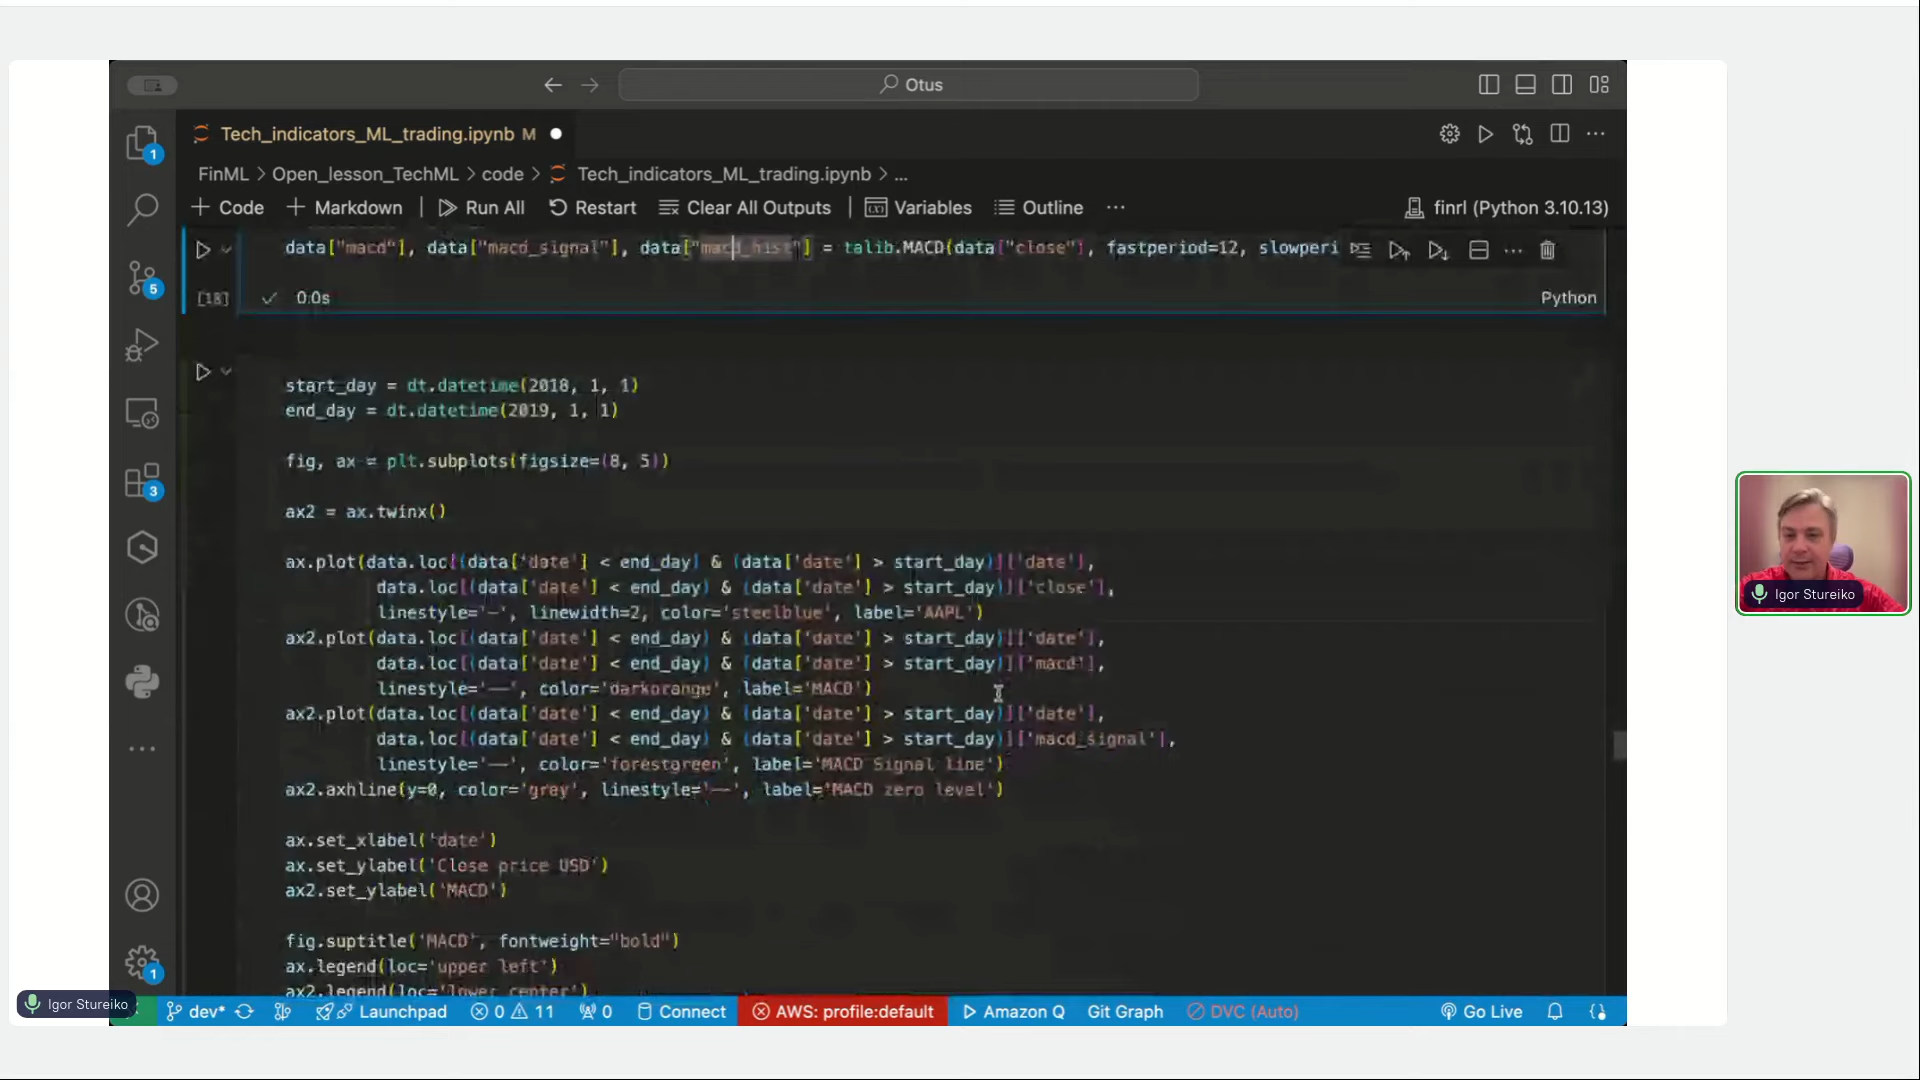 Otus
Tech_indicators_ML_trading.ipynb M
FinML > Open_lesson_TechML > code > Tech_indicators_ML_trading.ipynb > ...
+ Code + Markdown Run All Restart Clear All Outputs Variables Outline ... finrl (Python 3.10.13)
data["macd"], data["macd_signal"], data["macd_hist"] = talib.MACD(data["close"], fastperiod=12, slowperi
[18] ✓ 0.0s Python
start_day = dt.datetime(2018, 1, 1)
end_day = dt.datetime(2019, 1, 1)
fig, ax = plt.subplots(figsize=(8, 5))
ax2 = ax.twinx()
ax.plot(data.loc[(data['date'] < end_day) & (data['date'] > start_day)]['date'],
data.loc[(data['date'] < end_day) & (data['date'] > start_day)]['close'],
linestyle='-', linewidth=2, color='steelblue', label='AAPL')
ax2.plot(data.loc[(data['date'] < end_day) & (data['date'] > start_day)]['date'],
data.loc[(data['date'] < end_day) & (data['date'] > start_day)]['macd'],
linestyle='--', color='darkorange', label='MACD')
ax2.plot(data.loc[(data['date'] < end_day) & (data['date'] > start_day)]['date'],
data.loc[(data['date'] < end_day) & (data['date'] > start_day)]['macd_signal'],
linestyle='--', color='forestgreen', label='MACD Signal line')
ax2.axhline(y=0, color='grey', linestyle='--', label='MACD zero level')
ax.set_xlabel('date')
ax.set_ylabel('Close price USD')
ax2.set_ylabel('MACD')
fig.suptitle('MACD', fontweight="bold")
ax.legend(loc='upper left')
ax2.legend(loc='lower center')
1
5
3
1
Igor Stureiko
Igor Stureiko
dev* Launchpad 0 11 0 Connect AWS: profile:default Amazon Q Git Graph DVC (Auto) Go Live